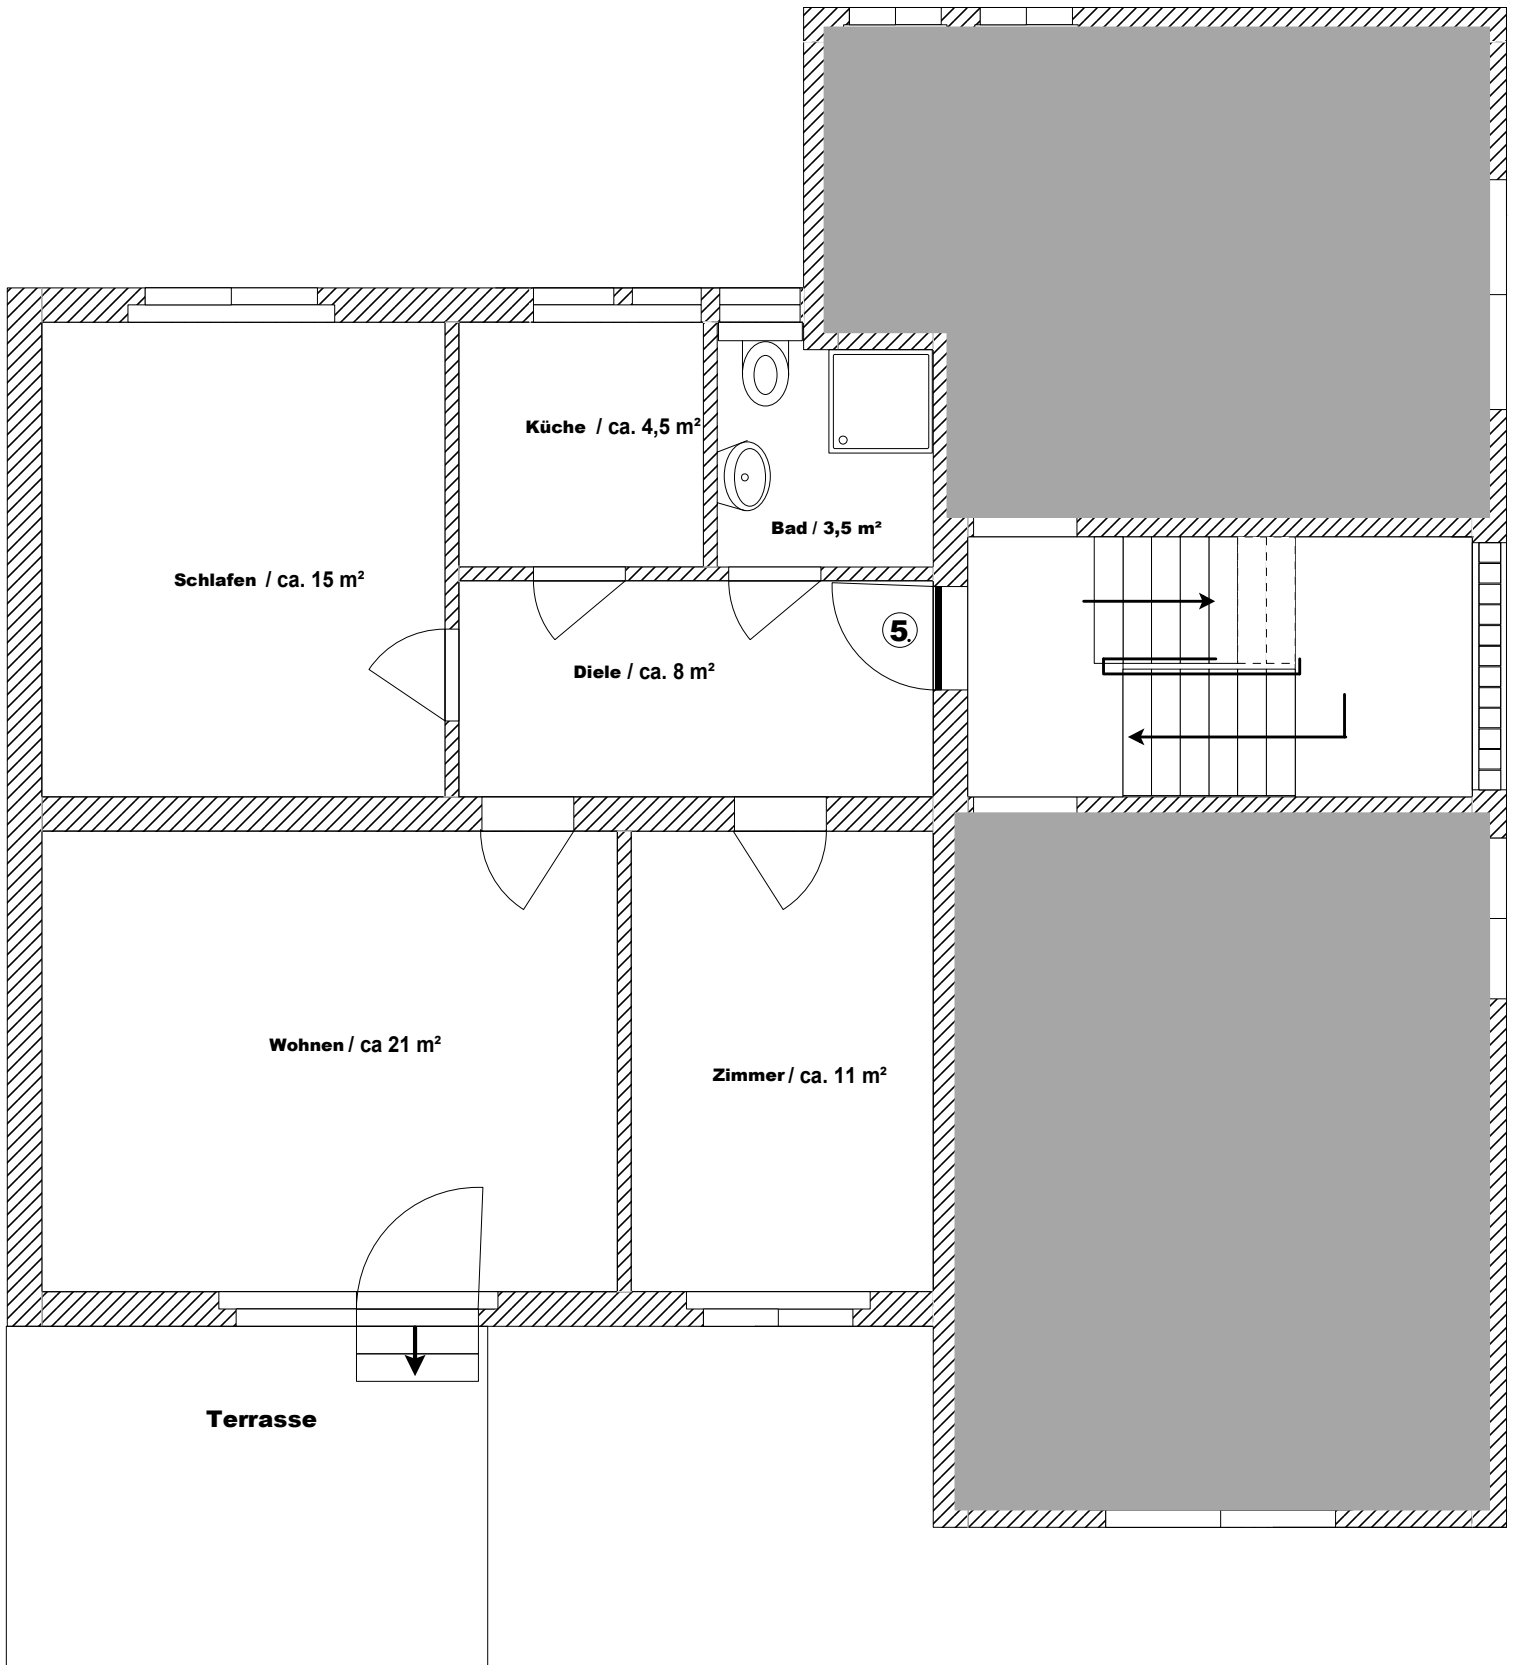 Küche / ca. 4,5 m²
Bad / 3,5 m²
Schlafen / ca. 15 m²
5.
Diele / ca. 8 m²
Wohnen / ca 21 m²
Zimmer / ca. 11 m²
Terrasse